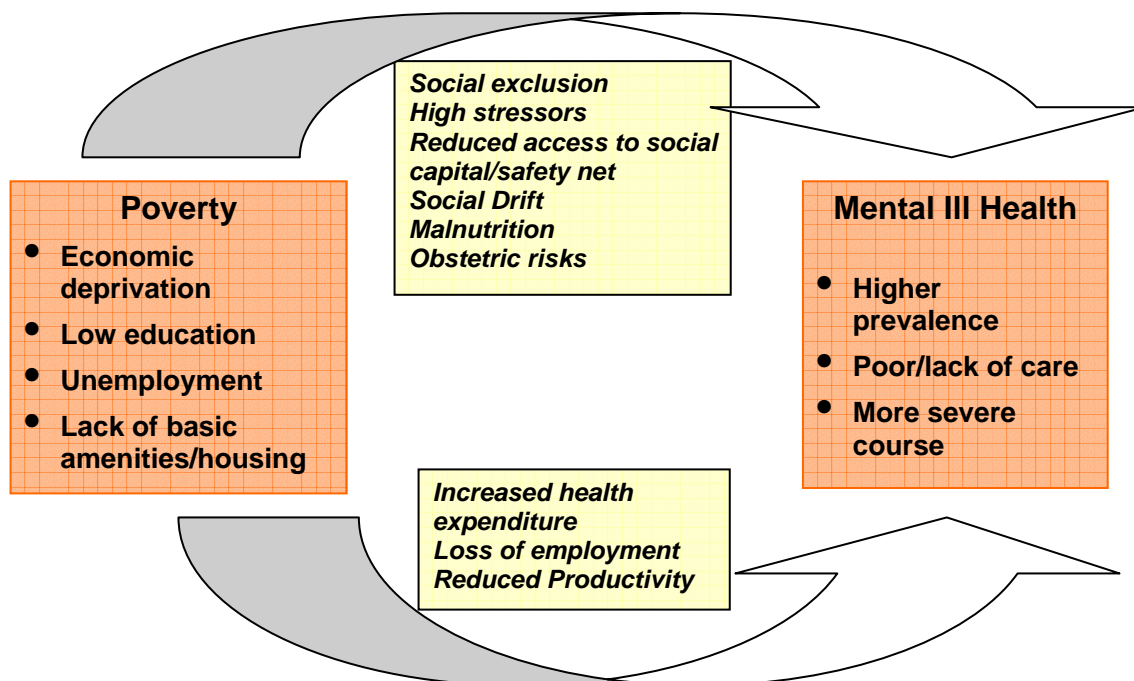 Social exclusion
High stressors
Reduced access to social
capital/safety net
Social Drift
Malnutrition
Obstetric risks
Poverty
• Economic
deprivation
• Low education
• Unemployment
• Lack of basic
amenities/housing
Mental Ill Health
• Higher
prevalence
• Poor/lack of care
• More severe
course
Increased health
expenditure
Loss of employment
Reduced Productivity